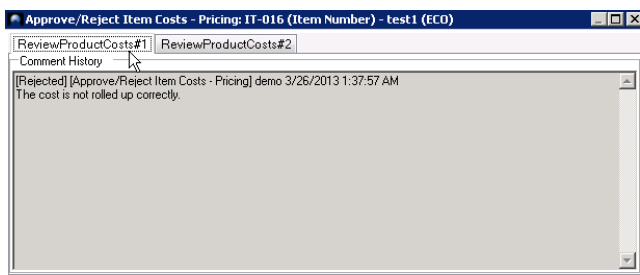 Approve/Reject Item Costs - Pricing: IT-016 (Item Number) - test1 (ECO)
ReviewProductCosts#1 ReviewProductCosts#2
Comment History
[Rejected] [Approve/Reject Item Costs - Pricing] demo 3/26/2013 1:37:57 AM
The cost is not rolled up correctly.